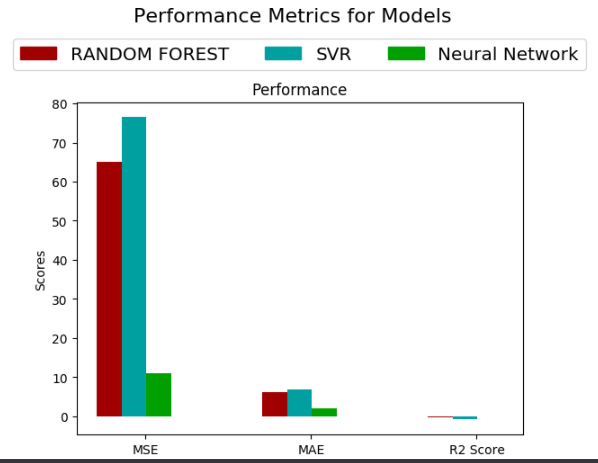 Performance Metrics for Models
RANDOM FOREST SVR Neural Network
Performance
80
70
60
50
40
30
20
10
0
Scores
MSE MAE R2 Score